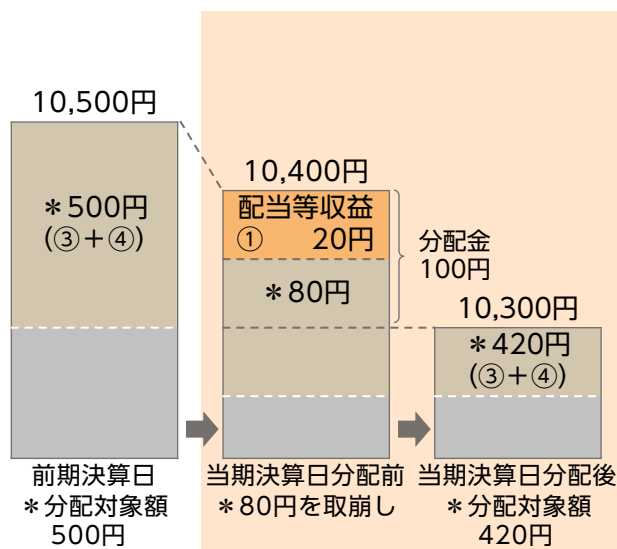 10,500円
＊500円
(③＋④)
前期決算日
＊分配対象額
500円
10,400円
配当等収益
① 20円
＊80円
分配金
100円
当期決算日分配前
＊80円を取崩し
10,300円
＊420円
(③＋④)
当期決算日分配後
＊分配対象額
420円